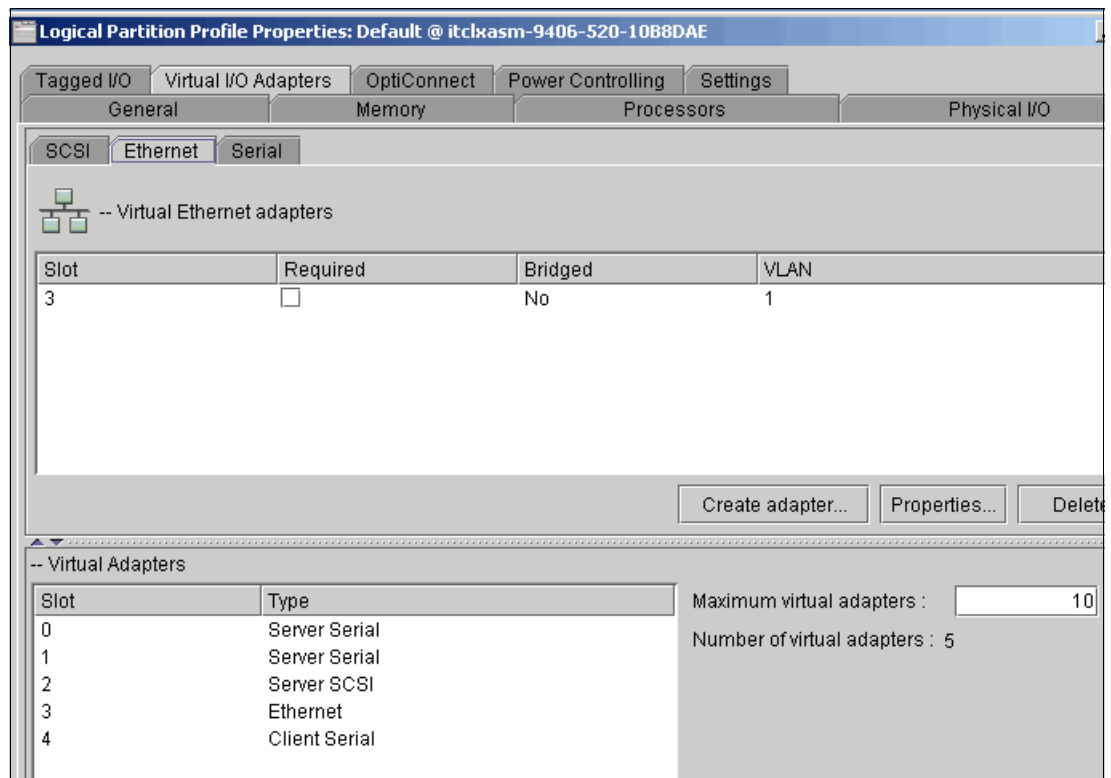 Logical Partition Profile Properties: Default @ itclxasm-9406-520-10B8DAE
Tagged I/O Virtual I/O Adapters OptiConnect Power Controlling Settings
General Memory Processors Physical I/O
SCSI Ethernet Serial
-- Virtual Ethernet adapters
Slot Required Bridged VLAN
3 No 1
Create adapter... Properties... Delete
-- Virtual Adapters
Slot Type
0 Server Serial
1 Server Serial
2 Server SCSI
3 Ethernet
4 Client Serial
Maximum virtual adapters : 10
Number of virtual adapters : 5